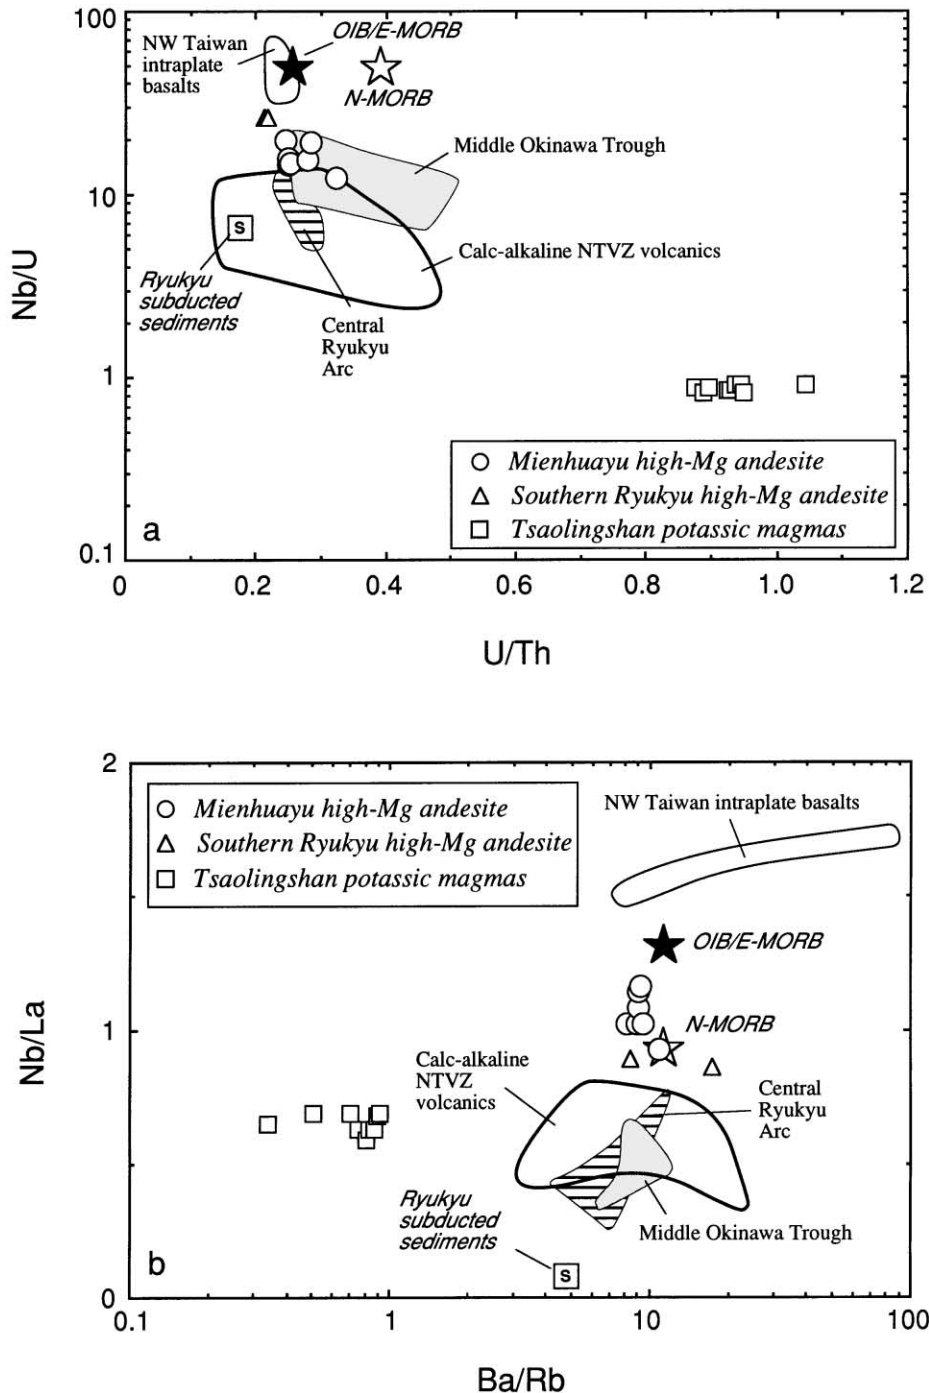 100
10
1
0.1
Nb/U
NW Taiwan
intraplate
basalts
OIB/E-MORB
N-MORB
Middle Okinawa Trough
S
Calc-alkaline NTVZ volcanics
Ryukyu
subducted
sediments
Central
Ryukyu
Arc
Mienhuayu high-Mg andesite
Southern Ryukyu high-Mg andesite
Tsaolingshan potassic magmas
a
0
0.2
0.4
0.6
0.8
1.0
1.2
U/Th
2
1
0
Nb/La
Mienhuayu high-Mg andesite
Southern Ryukyu high-Mg andesite
Tsaolingshan potassic magmas
NW Taiwan intraplate basalts
OIB/E-MORB
N-MORB
Calc-alkaline
NTVZ
volcanics
Central
Ryukyu
Arc
Ryukyu
subducted
sediments
Middle Okinawa Trough
S
b
0.1
1
10
100
Ba/Rb